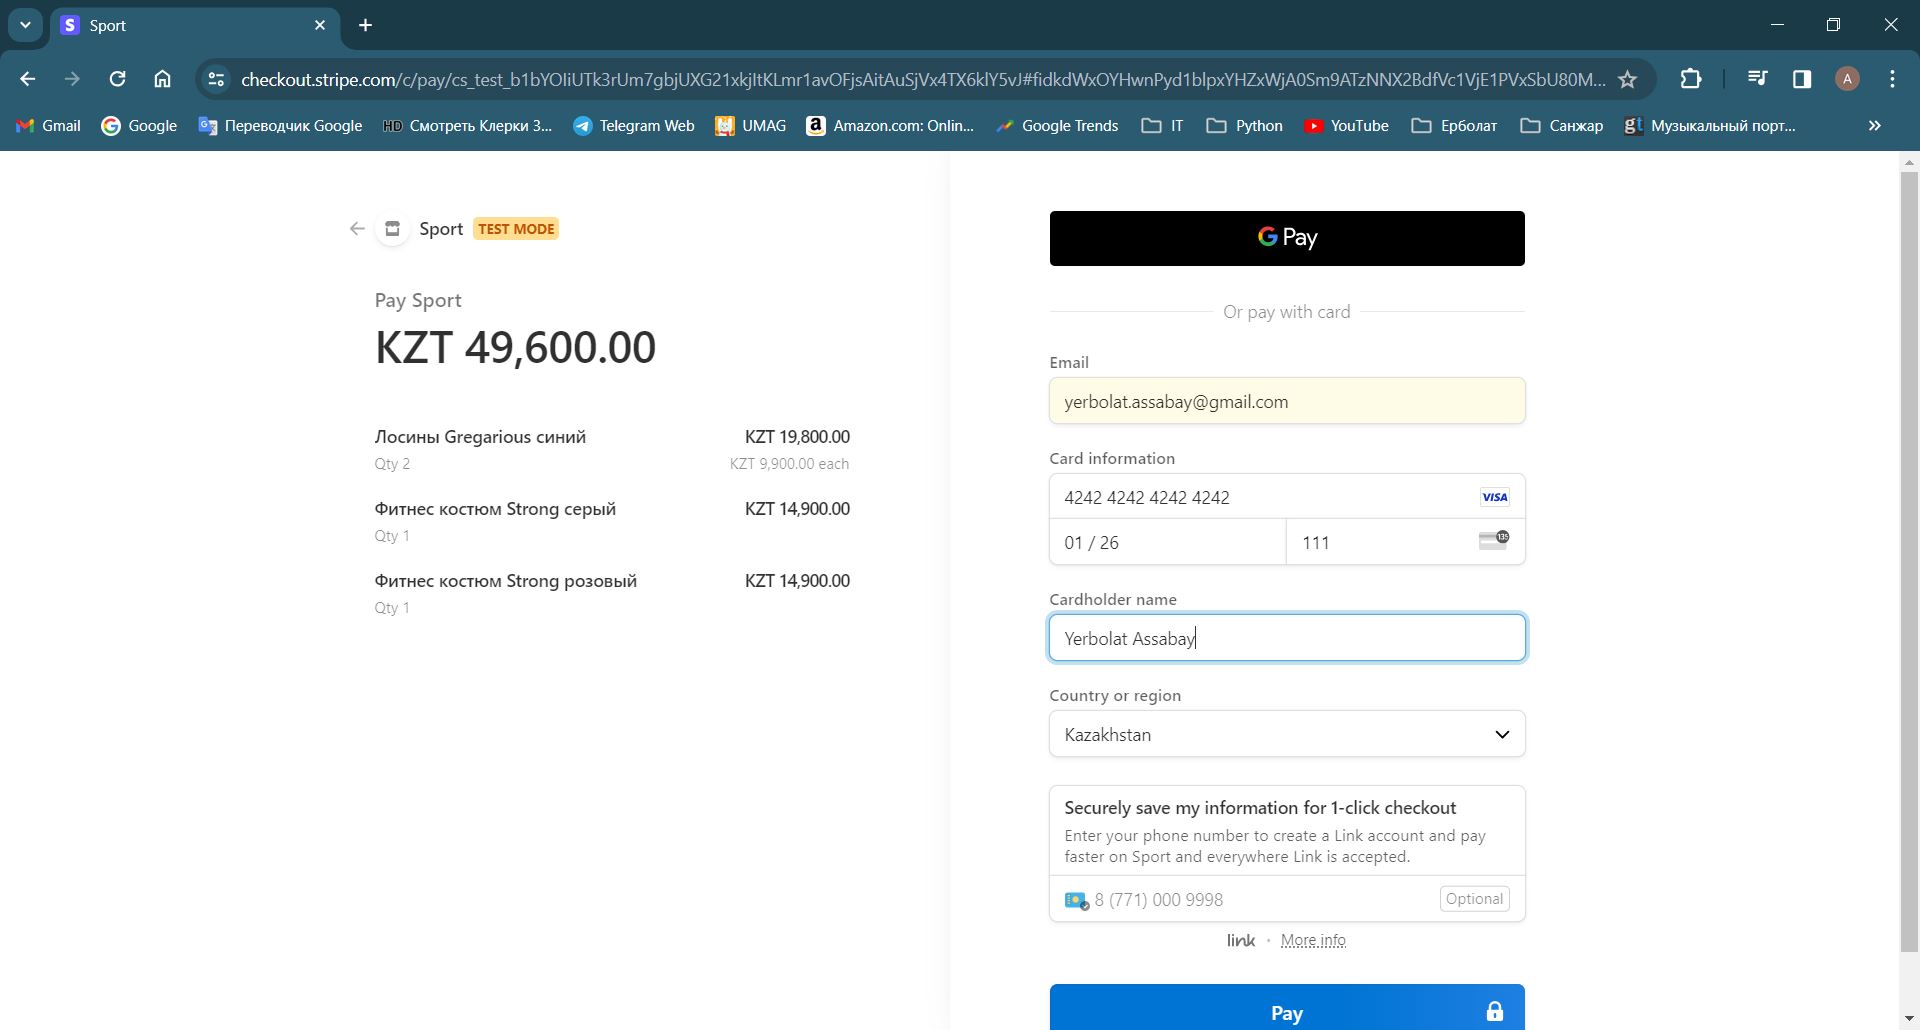 Sport
checkout.stripe.com/c/pay/cs_test_b1bYOIiUTk3rUm7gbjUXG21xkjltKLmr1avOFjsAitAuSjVx4TX6klY5vJ#fidkdWxOYHwnPyd1blpxYHZxWjA0Sm9ATzNNX2BdfVc1VjE1PVxSbU80M...
A
Gmail
Google
Переводчик Google
HD Смотреть Клерки 3...
Telegram Web
UMAG
Amazon.com: Onlin...
Google Trends
IT
Python
YouTube
Ерболат
Санжар
gt Музыкальный порт...
Sport TEST MODE
Pay Sport
KZT 49,600.00
Лосины Gregarious синий KZT 19,800.00
Qty 2 KZT 9,900.00 each
Фитнес костюм Strong серый KZT 14,900.00
Qty 1
Фитнес костюм Strong розовый KZT 14,900.00
Qty 1
G Pay
Or pay with card
Email
yerbolat.assabay@gmail.com
Card information
4242 4242 4242 4242 VISA
01 / 26 111 135
Cardholder name
Yerbolat Assabay
Country or region
Kazakhstan
Securely save my information for 1-click checkout
Enter your phone number to create a Link account and pay
faster on Sport and everywhere Link is accepted.
8 (771) 000 9998 Optional
link · More info
Pay